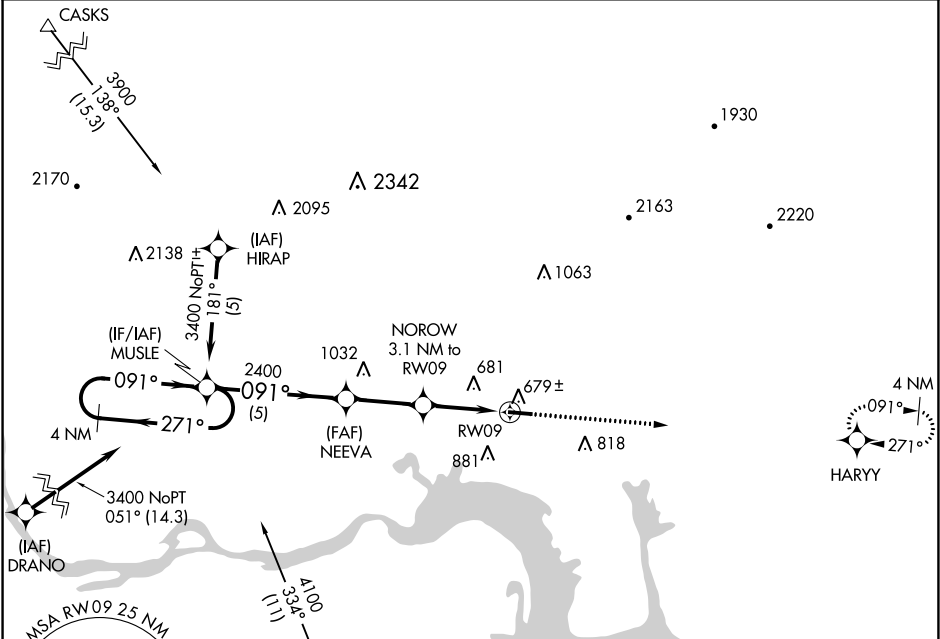 CASKS
3900
138°
(15.3)
1930
2170
2342
2095
2163
2220
(IAF)
HIRAP
2138
3400 NoPT
181°
(5)
1063
(IF/IAF)
MUSLE
NOROW
3.1 NM to
RW09
1032
2400
091°
091°
(5)
681
679±
4 NM
091°
271°
4 NM
271°
(FAF)
NEEVA
RW09
881
818
HARYY
3400 NoPT
051° (14.3)
(IAF)
DRANO
4100
334°
(11)
MSA RW09 25 NM